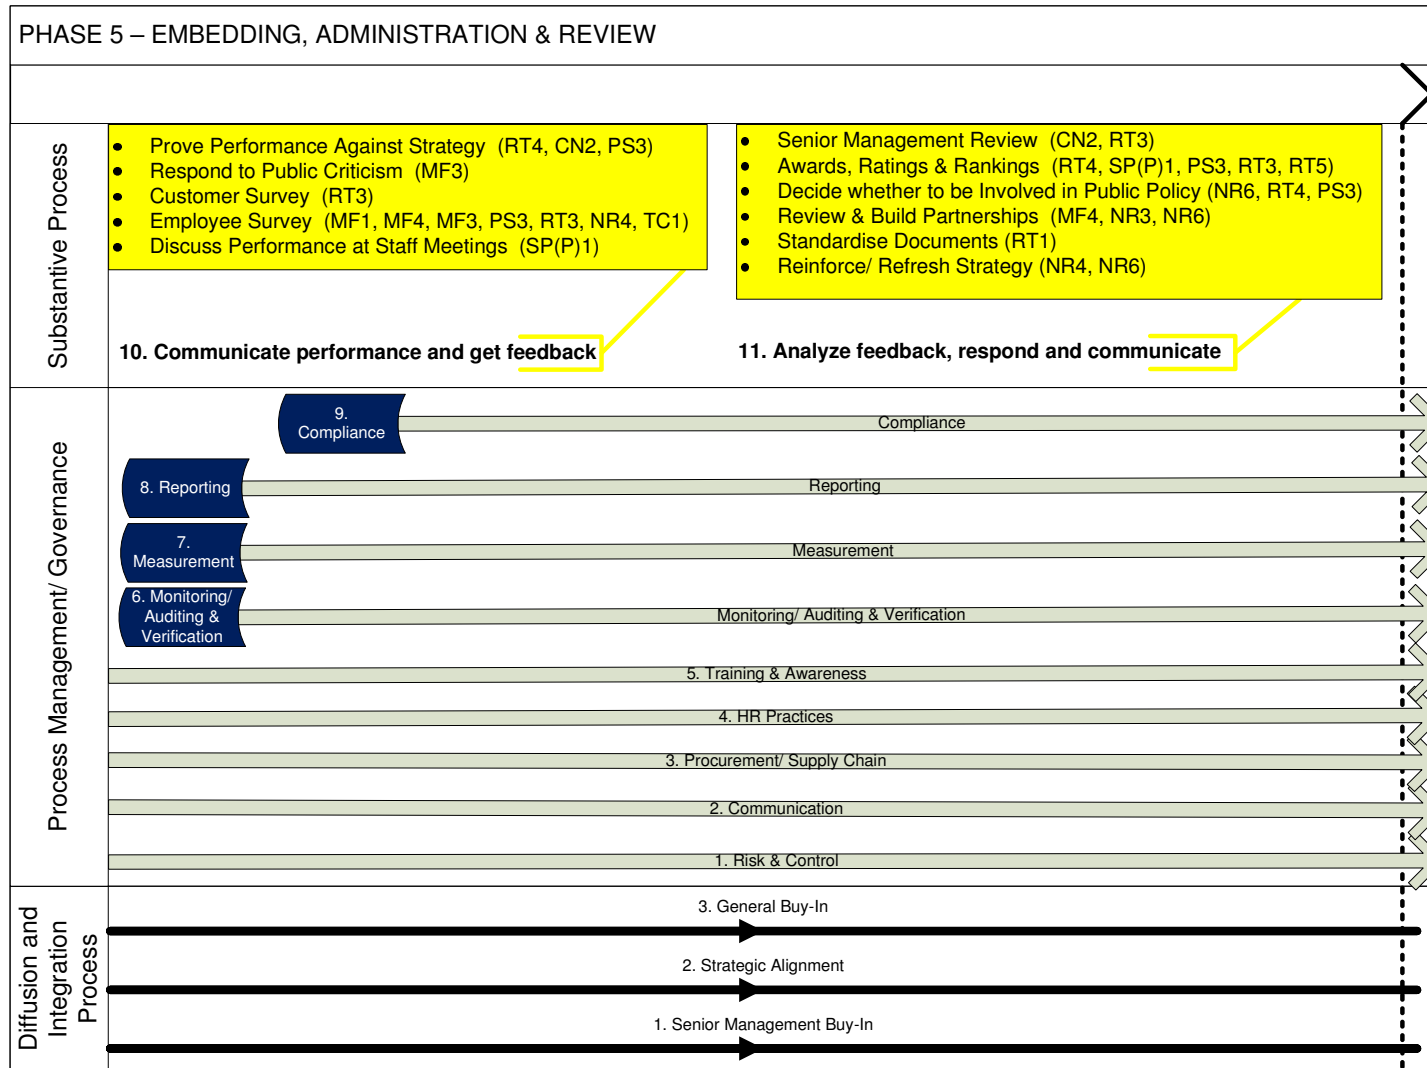 PHASE 5 – EMBEDDING, ADMINISTRATION & REVIEW
Substantive Process
• Prove Performance Against Strategy (RT4, CN2, PS3)
• Respond to Public Criticism (MF3)
• Customer Survey (RT3)
• Employee Survey (MF1, MF4, MF3, PS3, RT3, NR4, TC1)
• Discuss Performance at Staff Meetings (SP(P)1)
• Senior Management Review (CN2, RT3)
• Awards, Ratings & Rankings (RT4, SP(P)1, PS3, RT3, RT5)
• Decide whether to be Involved in Public Policy (NR6, RT4, PS3)
• Review & Build Partnerships (MF4, NR3, NR6)
• Standardise Documents (RT1)
• Reinforce/ Refresh Strategy (NR4, NR6)
10. Communicate performance and get feedback
11. Analyze feedback, respond and communicate
Process Management/ Governance
9.
Compliance
Compliance
8. Reporting
Reporting
7.
Measurement
Measurement
6. Monitoring/
Auditing &
Verification
Monitoring/ Auditing & Verification
5. Training & Awareness
4. HR Practices
3. Procurement/ Supply Chain
2. Communication
1. Risk & Control
Diffusion and
Integration
Process
3. General Buy-In
2. Strategic Alignment
1. Senior Management Buy-In